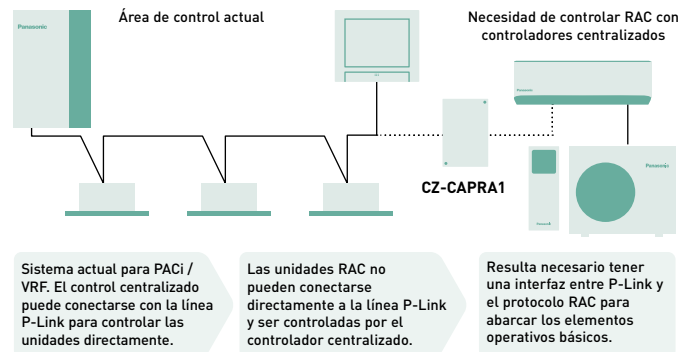 Área de control actual
Necesidad de controlar RAC con
controladores centralizados
Panasonic
Panasonic
Panasonic
Panasonic
CZ-CAPRA1
Sistema actual para PACi /
VRF. El control centralizado
puede conectarse con la línea
P-Link para controlar las
unidades directamente.
Las unidades RAC no
pueden conectarse
directamente a la línea P-Link
y ser controladas por el
controlador centralizado.
Resulta necesario tener
una interfaz entre P-Link y
el protocolo RAC para
abarcar los elementos
operativos básicos.